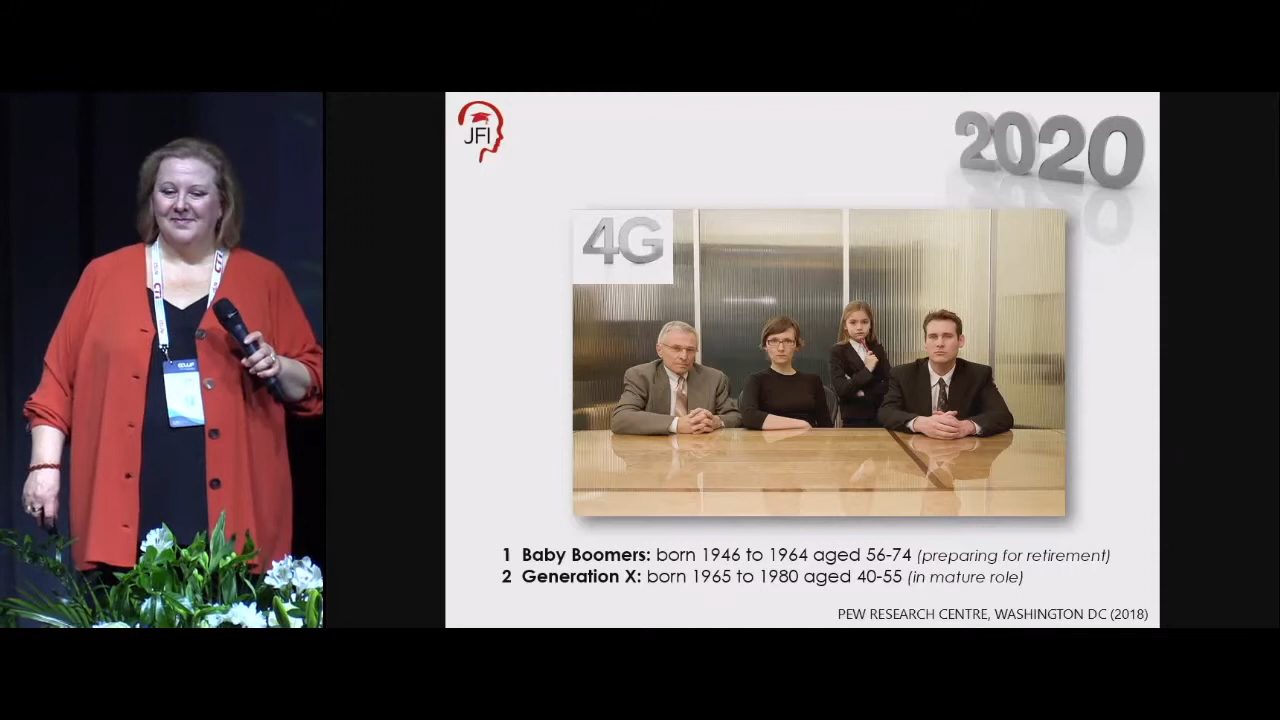 JFI
2020
4G
1 Baby Boomers: born 1946 to 1964 aged 56-74 (preparing for retirement)
2 Generation X: born 1965 to 1980 aged 40-55 (in mature role)
PEW RESEARCH CENTRE, WASHINGTON DC (2018)